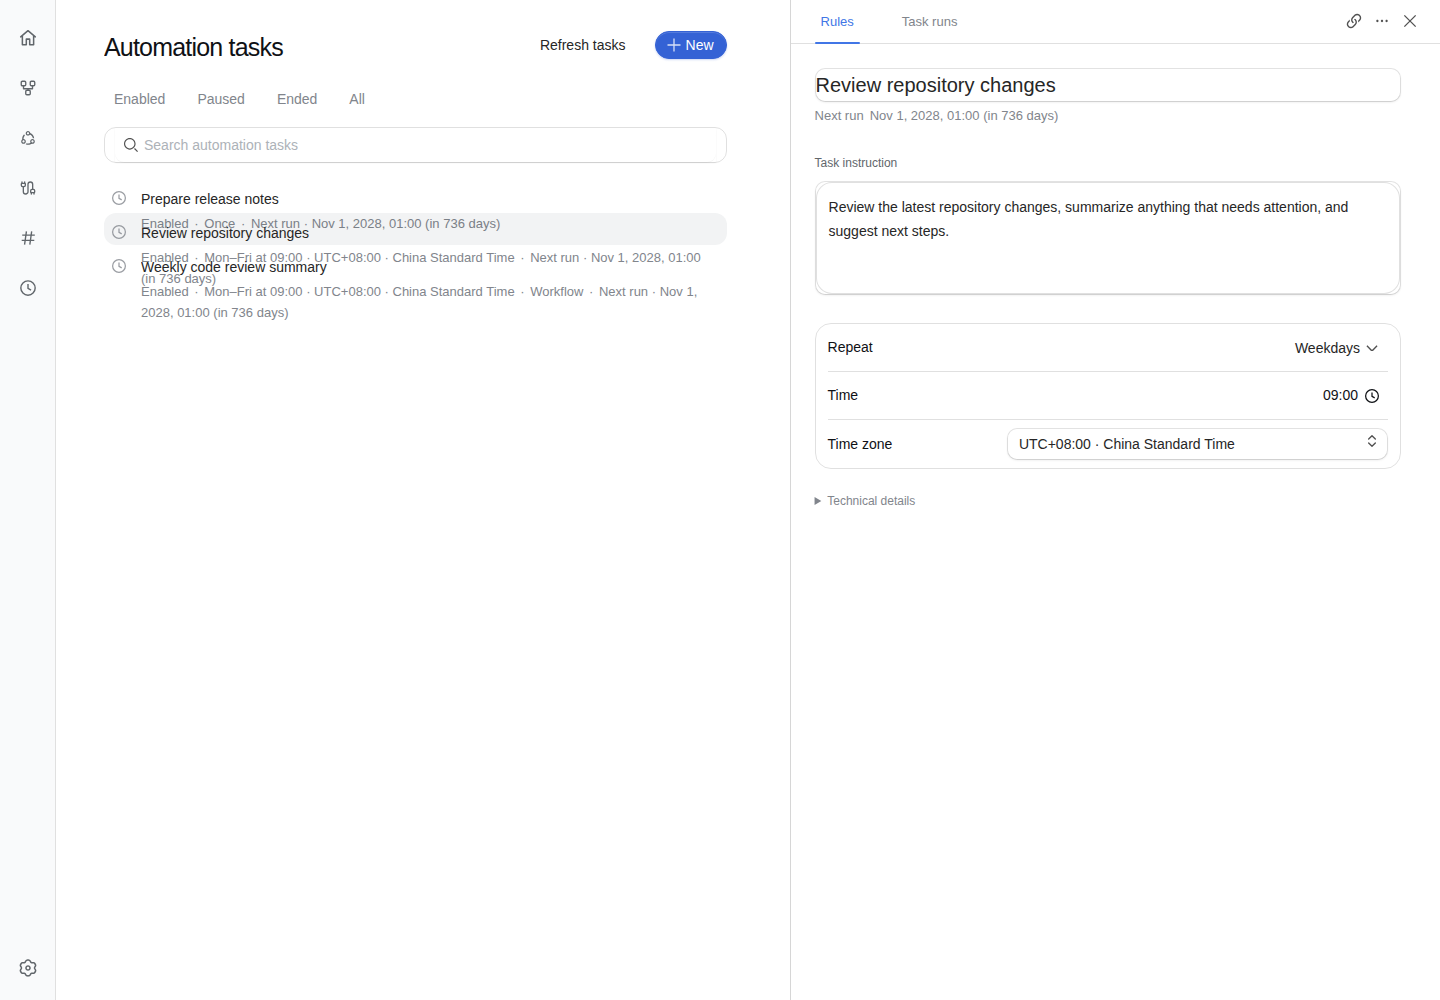 Automation tasks
Refresh tasks
New
Enabled
Paused
Ended
All
Search automation tasks
Prepare release notes
Enabled · Once · Next run · Nov 1, 2028, 01:00 (in 736 days)
Review repository changes
Enabled · Mon–Fri at 09:00 · UTC+08:00 · China Standard Time · Next run · Nov 1, 2028, 01:00
(in 736 days)
Weekly code review summary
Enabled · Mon–Fri at 09:00 · UTC+08:00 · China Standard Time · Workflow · Next run · Nov 1,
2028, 01:00 (in 736 days)
Rules
Task runs
Review repository changes
Next run Nov 1, 2028, 01:00 (in 736 days)
Task instruction
Review the latest repository changes, summarize anything that needs attention, and
suggest next steps.
Repeat
Weekdays
Time
09:00
Time zone
UTC+08:00 · China Standard Time
Technical details